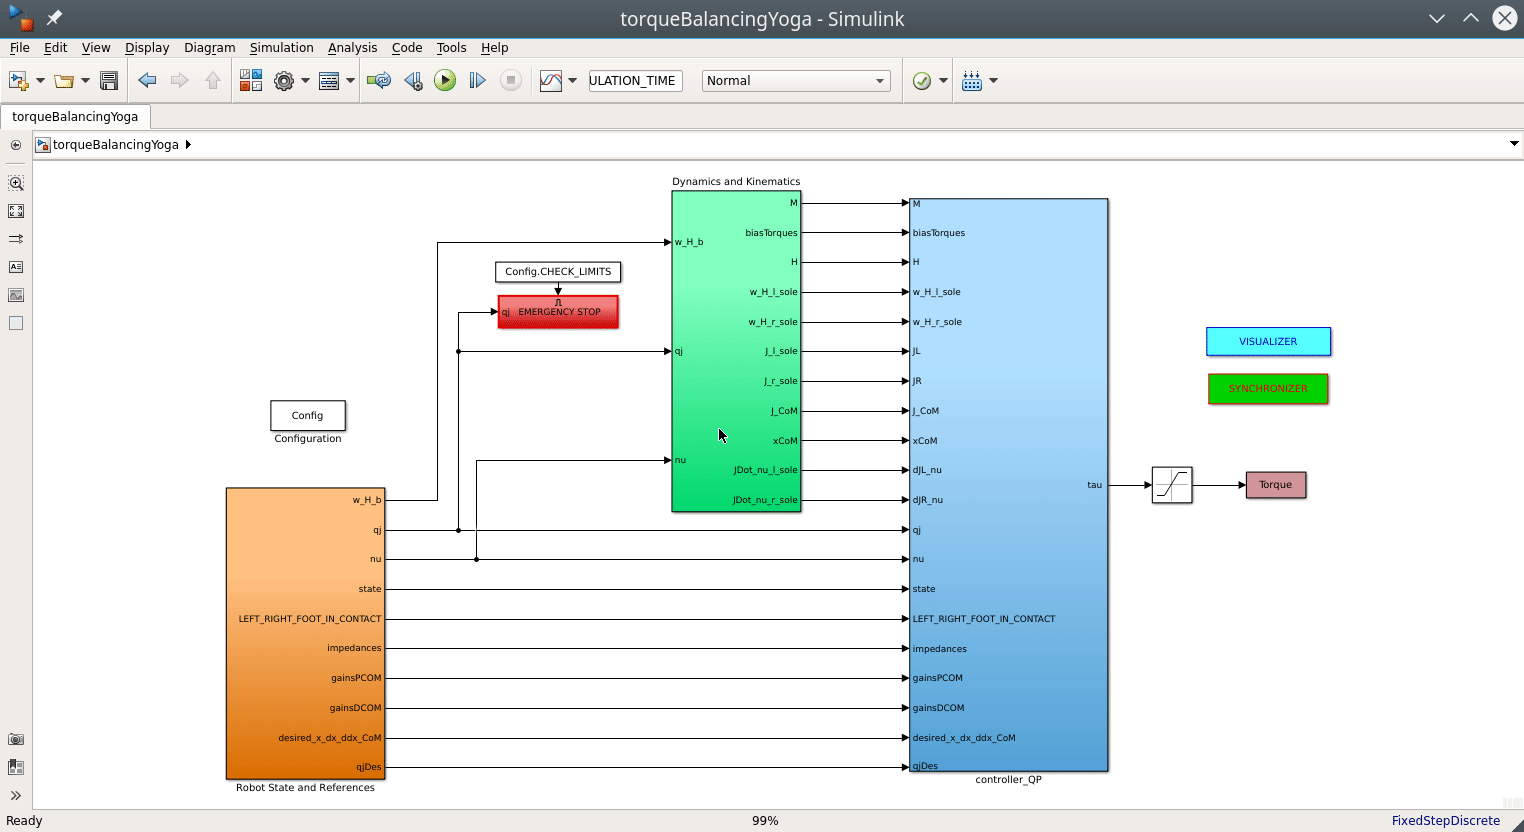 torqueBalancingYoga - Simulink
File Edit View Display Diagram Simulation Analysis Code Tools Help
ULATION_TIME Normal
torqueBalancingYoga
torqueBalancingYoga
Dynamics and Kinematics
w_H_b
qj
nu
M
biasTorques
H
w_H_l_sole
w_H_r_sole
J_l_sole
J_r_sole
J_CoM
xCoM
JDot_nu_l_sole
JDot_nu_r_sole
Config.CHECK_LIMITS
qj EMERGENCY STOP
Config
Configuration
w_H_b
qj
nu
state
LEFT_RIGHT_FOOT_IN_CONTACT
impedances
gainsPCOM
gainsDCOM
desired_x_dx_ddx_CoM
qjDes
Robot State and References
M
biasTorques
H
w_H_l_sole
w_H_r_sole
JL
JR
J_CoM
xCoM
dJL_nu
dJR_nu
qj
nu
state
LEFT_RIGHT_FOOT_IN_CONTACT
impedances
gainsPCOM
gainsDCOM
desired_x_dx_ddx_CoM
qjDes
tau
controller_QP
VISUALIZER
SYNCHRONIZER
Torque
Ready 99% FixedStepDiscrete